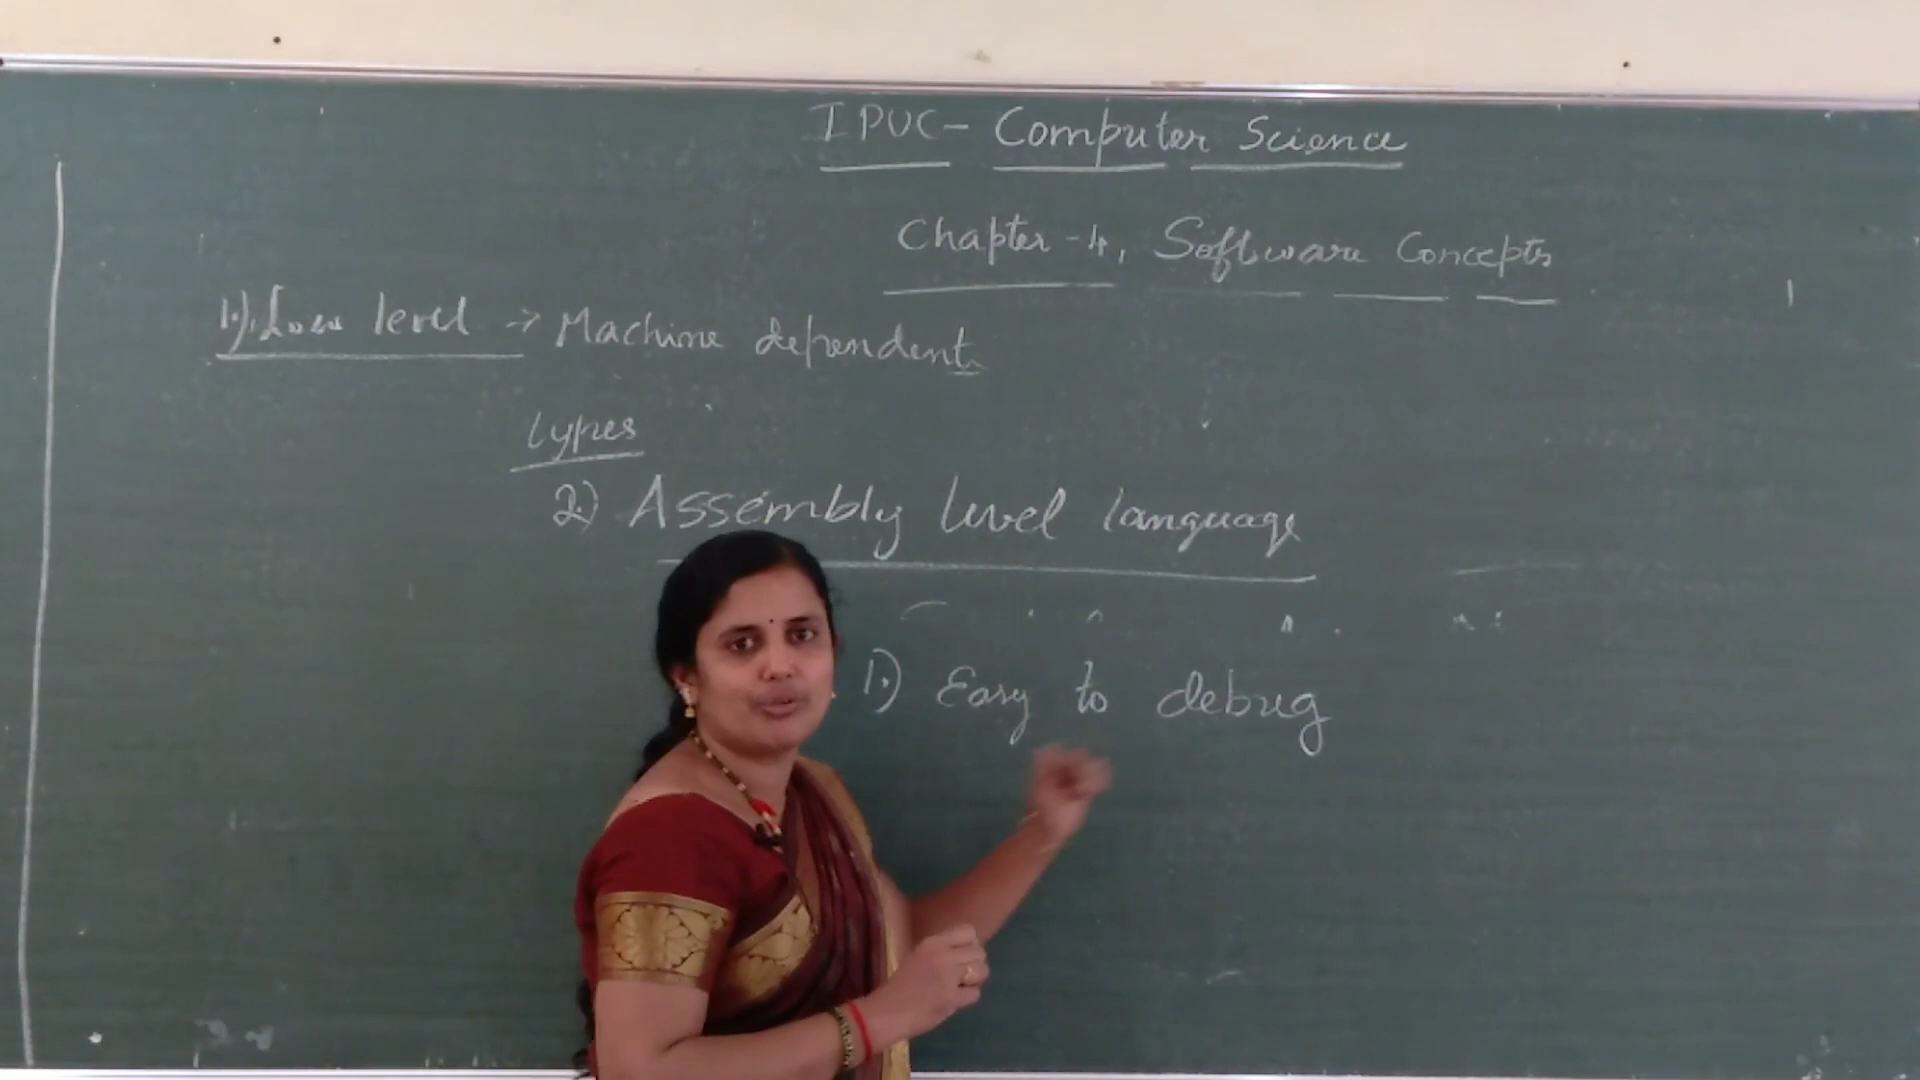 I PUC - Computer Science
Chapter - 4, Software Concepts
1.) Low level → Machine dependent
types
2) Assembly level language
1.) Easy to debug